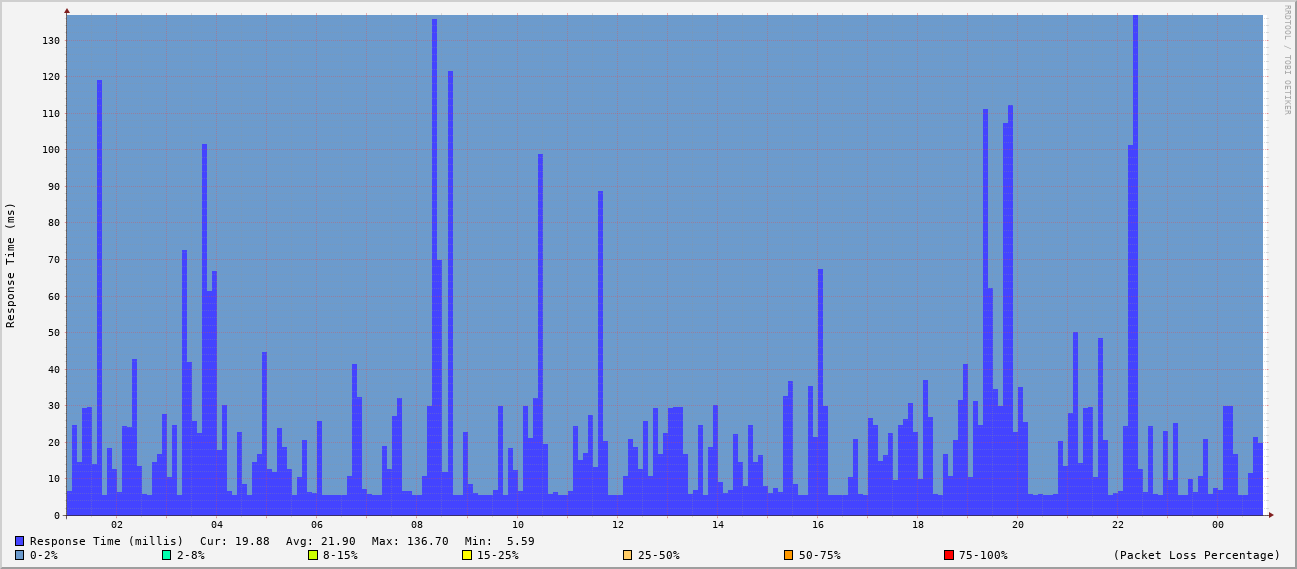 RRDTOOL / TOBI OETIKER
Response Time (ms)
130
120
110
100
90
80
70
60
50
40
30
20
10
0
02 04 06 08 10 12 14 16 18 20 22 00
Response Time (millis) Cur: 19.88 Avg: 21.90 Max: 136.70 Min: 5.59
0-2% 2-8% 8-15% 15-25% 25-50% 50-75% 75-100% (Packet Loss Percentage)